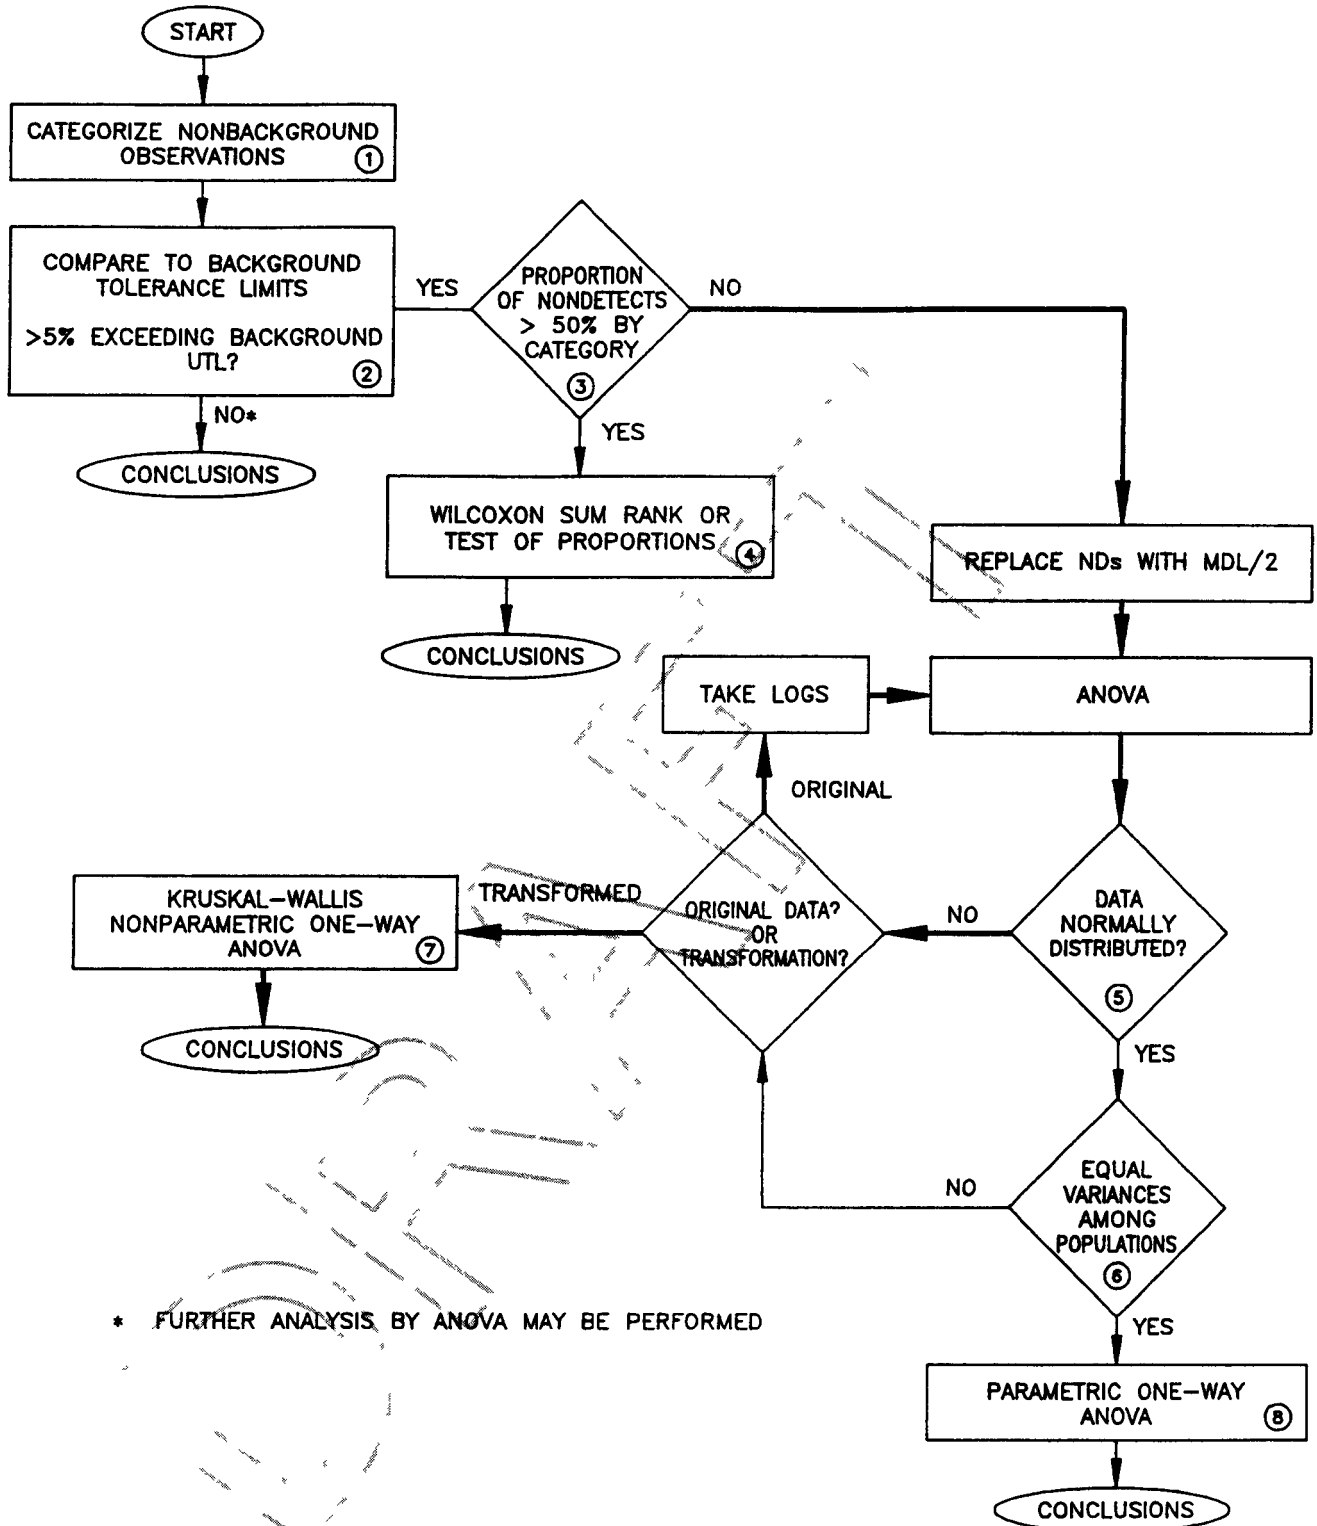 START
CATEGORIZE NONBACKGROUND
OBSERVATIONS
1
COMPARE TO BACKGROUND
TOLERANCE LIMITS
>5% EXCEEDING BACKGROUND
UTL?
2
YES
NO*
CONCLUSIONS
PROPORTION
OF NONDETECTS
> 50% BY
CATEGORY
3
NO
YES
WILCOXON SUM RANK OR
TEST OF PROPORTIONS
4
CONCLUSIONS
REPLACE NDs WITH MDL/2
TAKE LOGS
ANOVA
ORIGINAL
DATA
NORMALLY
DISTRIBUTED?
5
NO
ORIGINAL DATA?
OR
TRANSFORMATION?
TRANSFORMED
KRUSKAL-WALLIS
NONPARAMETRIC ONE-WAY
ANOVA
7
CONCLUSIONS
YES
EQUAL
VARIANCES
AMONG
POPULATIONS
6
NO
YES
* FURTHER ANALYSIS BY ANOVA MAY BE PERFORMED
PARAMETRIC ONE-WAY
ANOVA
8
CONCLUSIONS